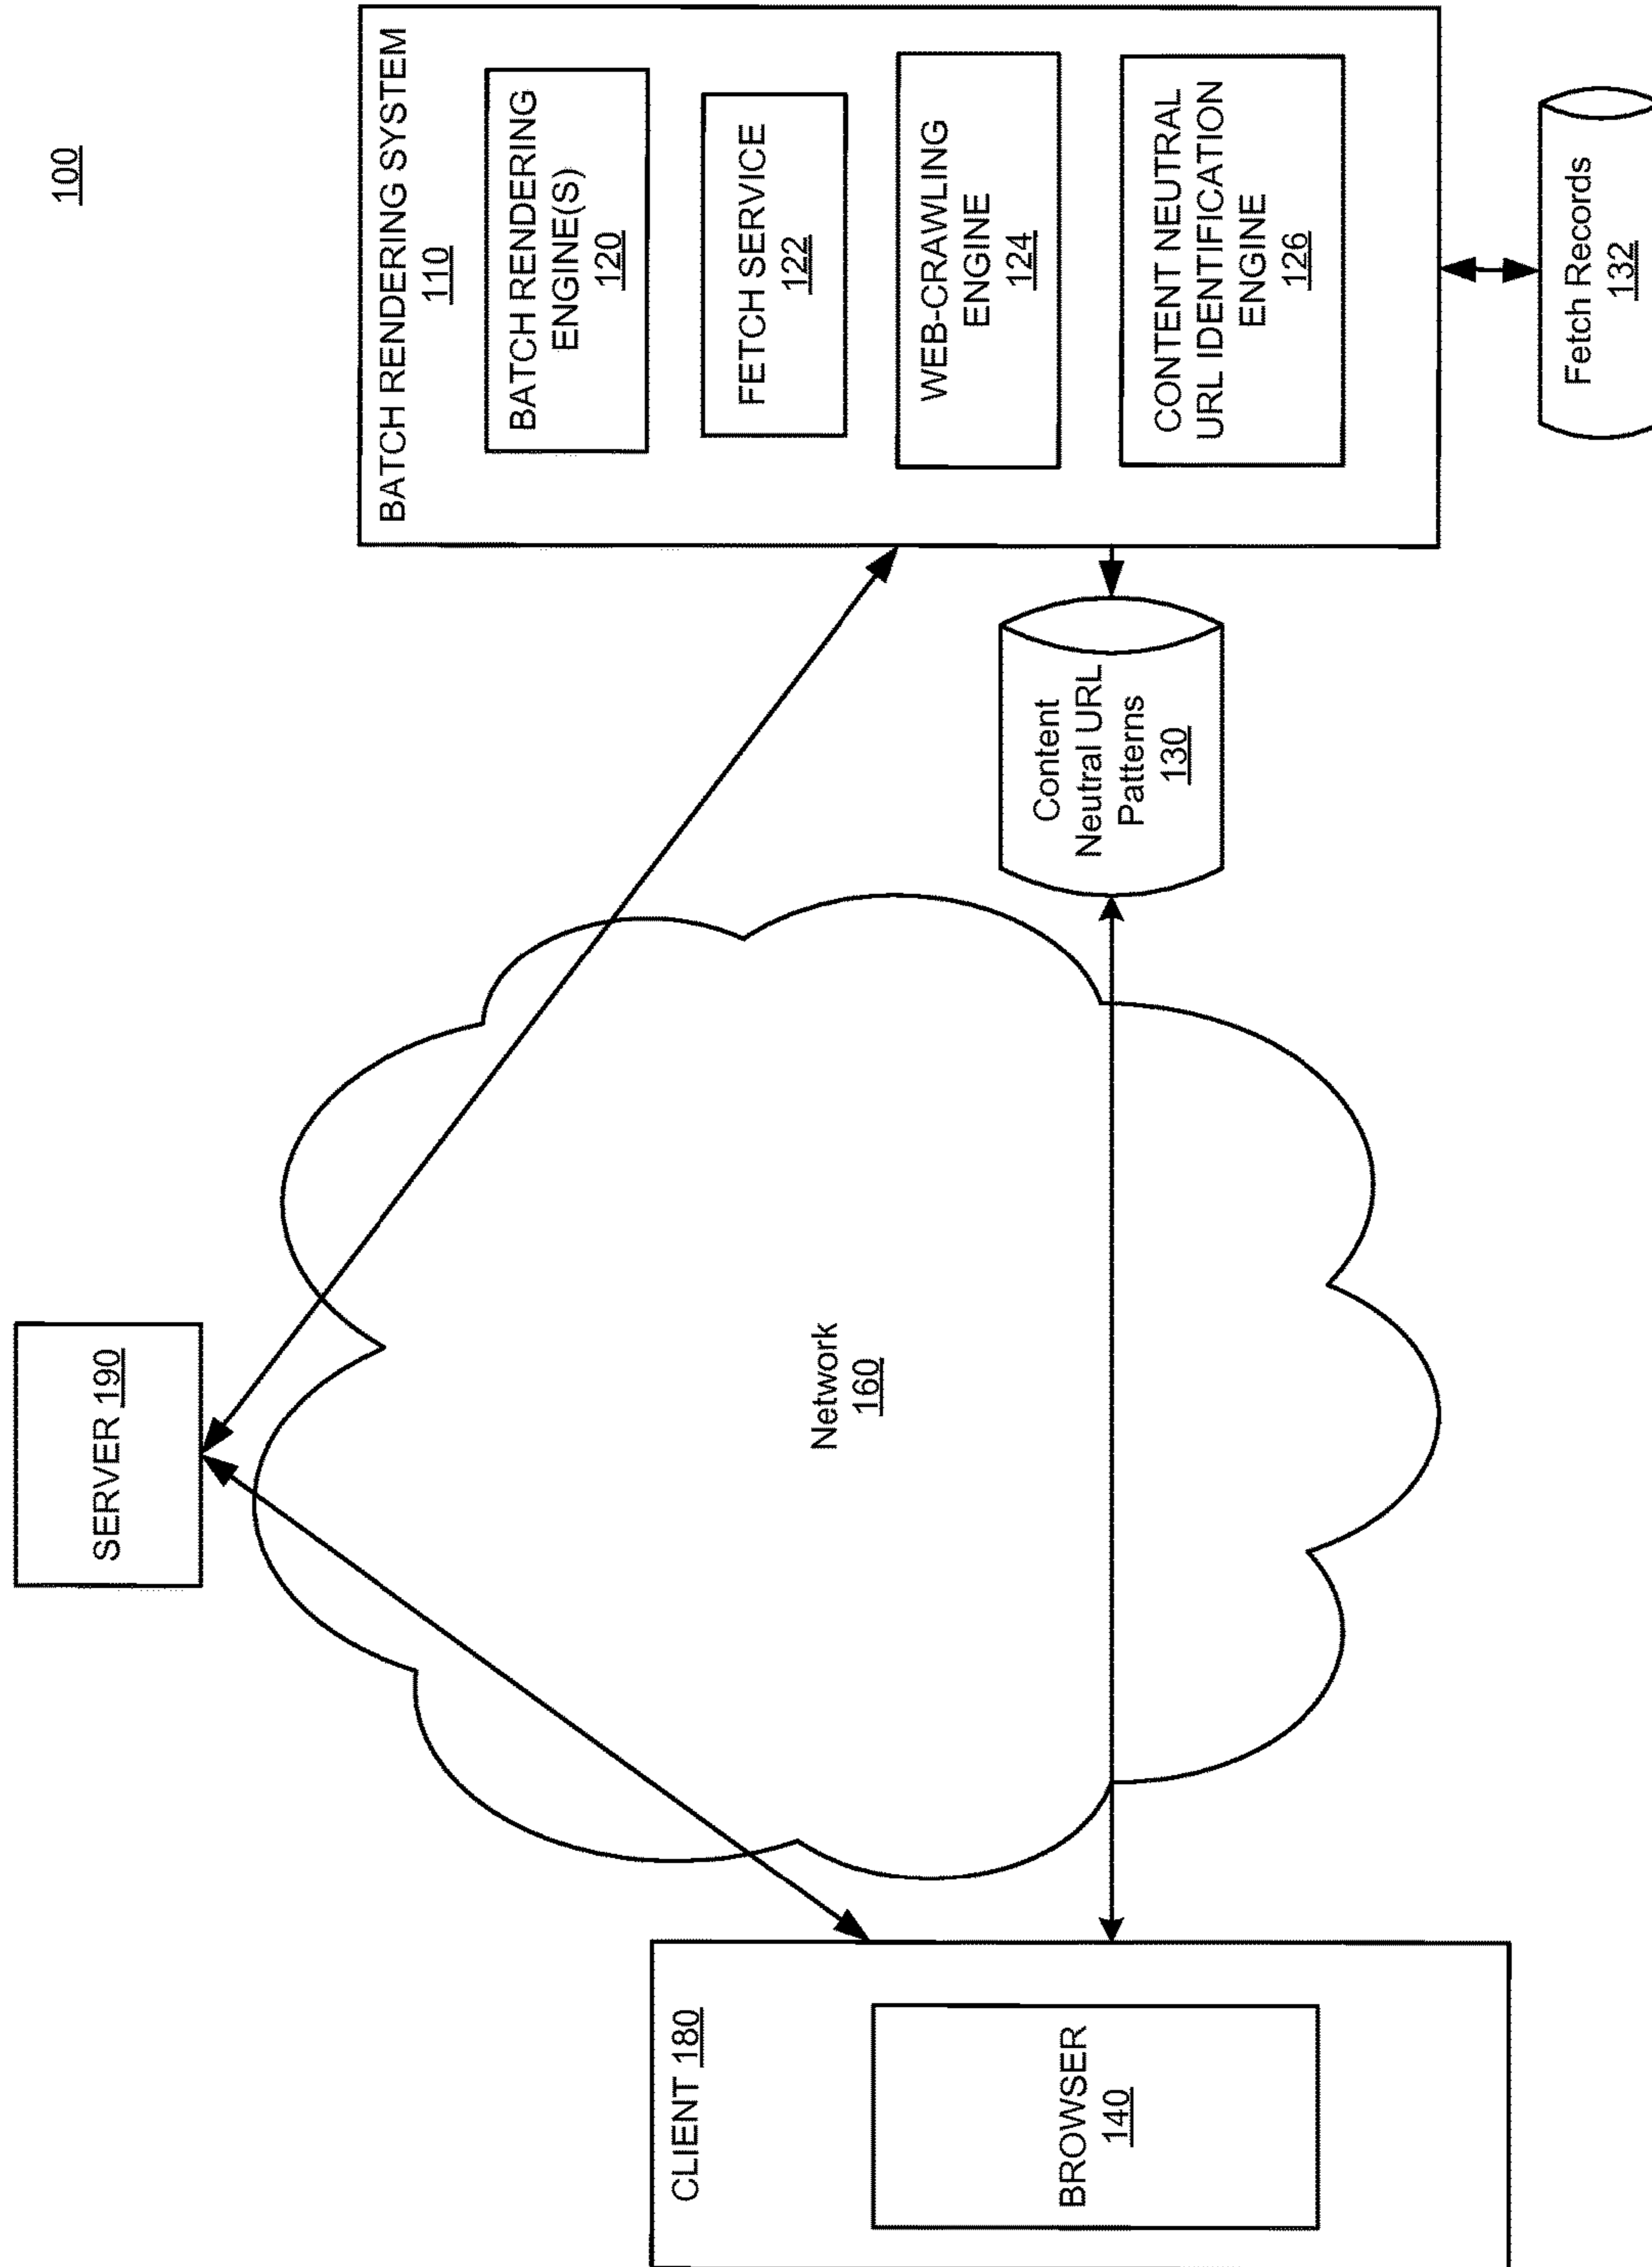 100
BATCH RENDERING SYSTEM
110
BATCH RENDERING
ENGINE(S)
120
FETCH SERVICE
122
WEB-CRAWLING
ENGINE
124
CONTENT NEUTRAL
URL IDENTIFICATION
ENGINE
126
Fetch Records
132
Content
Neutral URL
Patterns
130
SERVER 190
Network
160
CLIENT 180
BROWSER
140